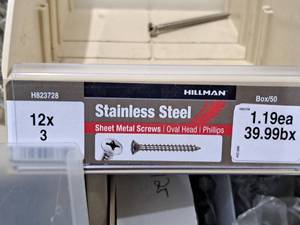 HILLMAN
H823728
Box/50
Stainless Steel
12x
3
1.19ea
39.99bx
Sheet Metal Screws | Oval Head | Phillips